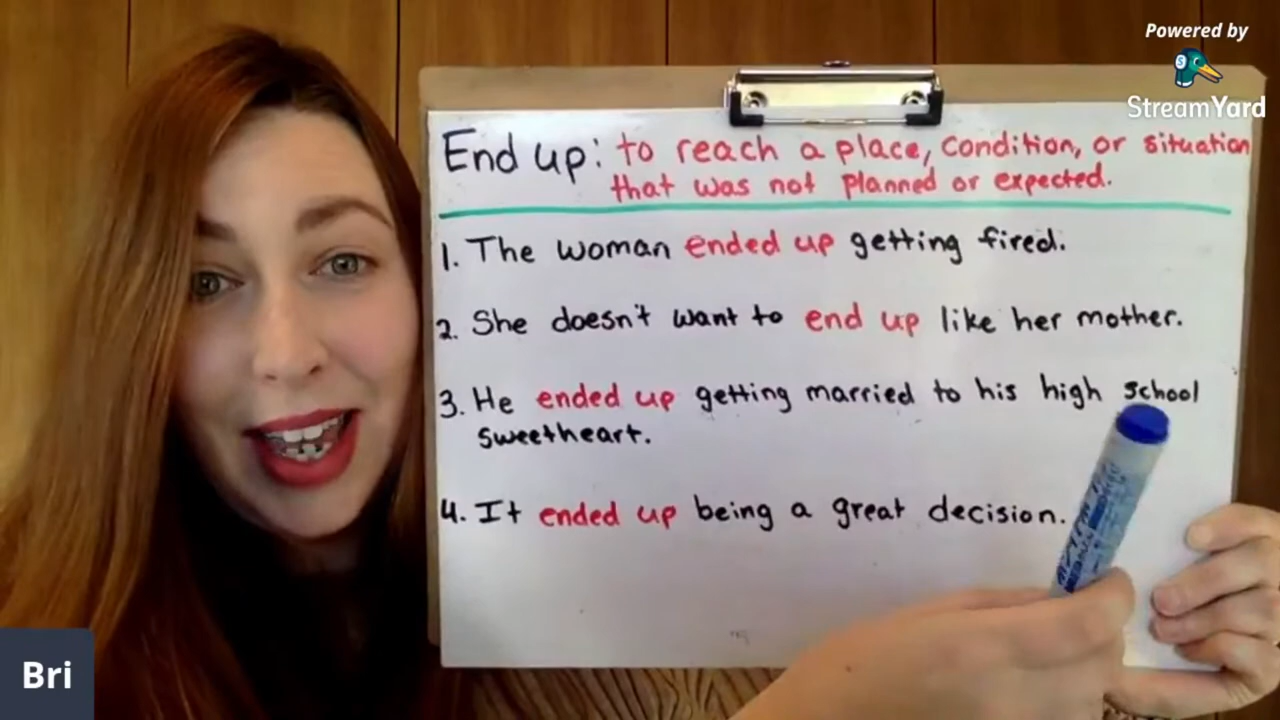 Powered by
StreamYard
End up: to reach a place, condition, or situation
that was not planned or expected.
1. The woman ended up getting fired.
2. She doesn't want to end up like her mother.
3. He ended up getting married to his high school
sweetheart.
4. It ended up being a great decision.
Bri